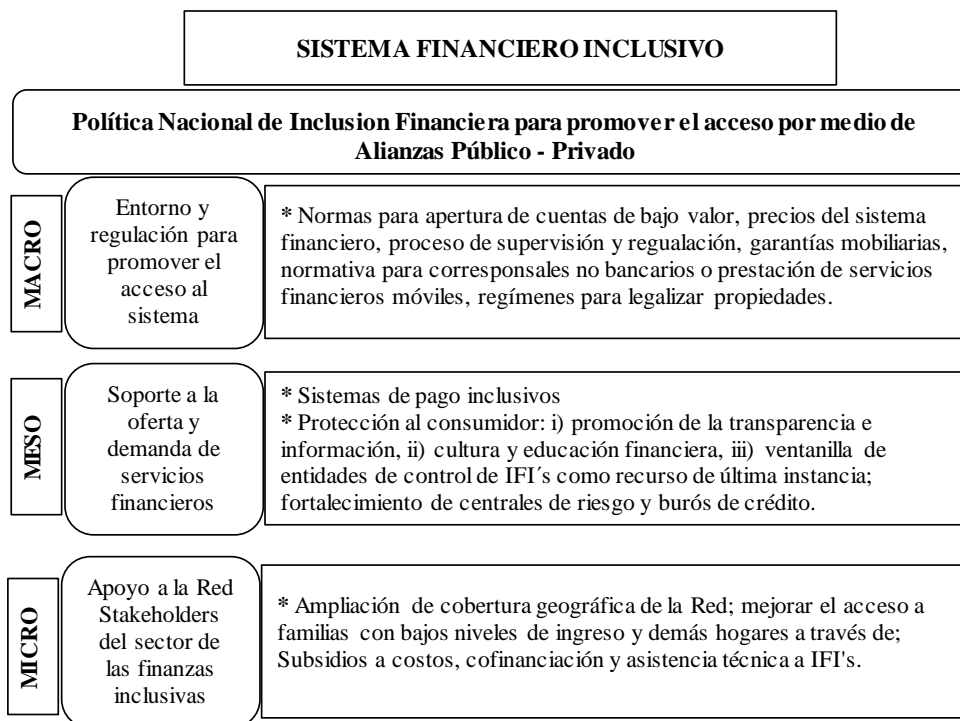 SISTEMA FINANCIERO INCLUSIVO
Política Nacional de Inclusion Financiera para promover el acceso por medio de
Alianzas Público - Privado
MACRO
Entorno y
regulación para
promover el
acceso al
sistema
* Normas para apertura de cuentas de bajo valor, precios del sistema
financiero, proceso de supervisión y regualación, garantías mobiliarias,
normativa para corresponsales no bancarios o prestación de servicios
financieros móviles, regímenes para legalizar propiedades.
MESO
Soporte a la
oferta y
demanda de
servicios
financieros
* Sistemas de pago inclusivos
* Protección al consumidor: i) promoción de la transparencia e
información, ii) cultura y educación financiera, iii) ventanilla de
entidades de control de IFI´s como recurso de última instancia;
fortalecimiento de centrales de riesgo y burós de crédito.
MICRO
Apoyo a la Red
Stakeholders
del sector de
las finanzas
inclusivas
* Ampliación de cobertura geográfica de la Red; mejorar el acceso a
familias con bajos niveles de ingreso y demás hogares a través de;
Subsidios a costos, cofinanciación y asistencia técnica a IFI's.